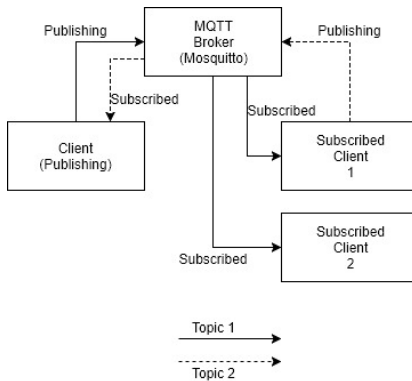 Publishing
MQTT
Broker
(Mosquitto)
Publishing
Subscribed
Subscribed
Client
(Publishing)
Subscribed
Client
1
Subscribed
Client
2
Subscribed
Topic 1
Topic 2